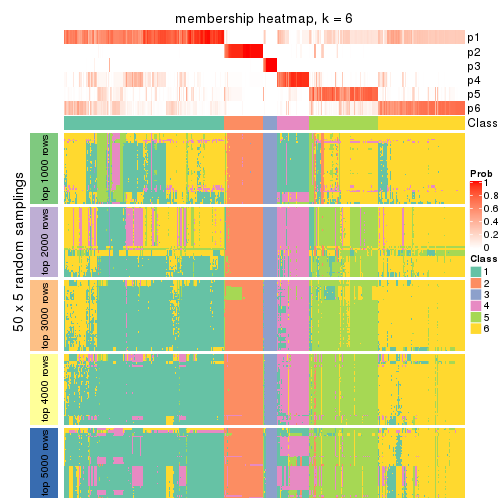 membership heatmap, k = 6
p1
p2
p3
p4
p5
p6
Class
50 x 5 random samplings
top 1000 rows
top 2000 rows
top 3000 rows
top 4000 rows
top 5000 rows
Prob
1
0.8
0.6
0.4
0.2
0
Class
1
2
3
4
5
6